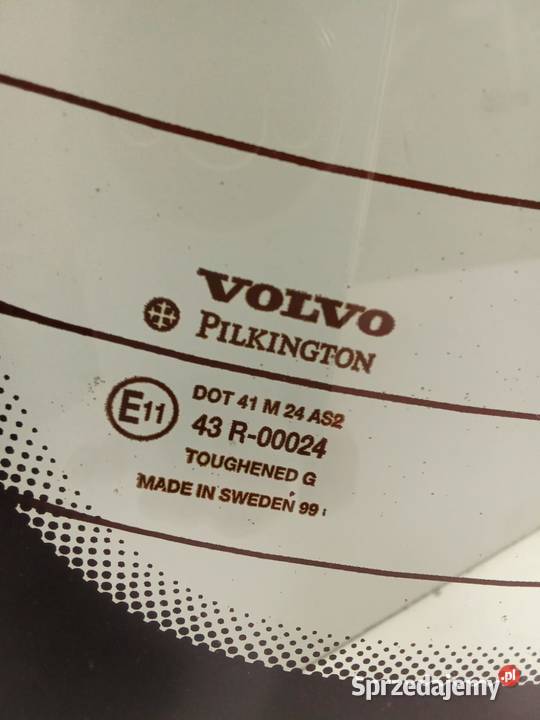 VOLVO
PILKINGTON
E11
DOT 41 M 24 AS2
43 R-00024
TOUGHENED G
MADE IN SWEDEN 99
Sprzedajemy.pl